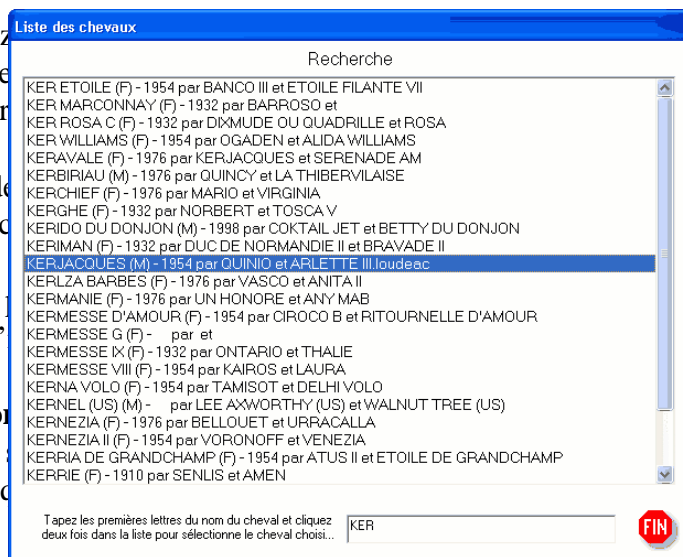 Liste des chevaux
Recherche
KER ETOILE (F) - 1954 par BANCO III et ETOILE FILANTE VII
KER MARCONNAY (F) - 1932 par BARROSO et
KER ROSA C (F) - 1932 par DIXMUDE OU QUADRILLE et ROSA
KER WILLIAMS (F) - 1954 par OGADEN et ALIDA WILLIAMS
KERAVALE (F) - 1976 par KERJACQUES et SERENADE AM
KERBIRIAU (M) - 1976 par QUINCY et LA THIBERVILAISE
KERCHIEF (F) - 1976 par MARIO et VIRGINIA
KERGHE (F) - 1932 par NORBERT et TOSCA V
KERIDO DU DONJON (M) - 1998 par COKTAIL JET et BETTY DU DONJON
KERIMAN (F) - 1932 par DUC DE NORMANDIE II et BRAVADE II
KERJACQUES (M) - 1954 par QUINIO et ARLETTE III.loudeac
KERLZA BARBES (F) - 1976 par VASCO et ANITA II
KERMANIE (F) - 1976 par UN HONORE et ANY MAB
KERMESSE D'AMOUR (F) - 1954 par CIROCO B et RITOURNELLE D'AMOUR
KERMESSE G (F) - par et
KERMESSE IX (F) - 1932 par ONTARIO et THALIE
KERMESSE VIII (F) - 1954 par KAIROS et LAURA
KERNA VOLO (F) - 1954 par TAMISOT et DELHI VOLO
KERNEL (US) (M) - par LEE AXWORTHY (US) et WALNUT TREE (US)
KERNEZIA (F) - 1976 par BELLOUET et URRACALLA
KERNEZIA II (F) - 1954 par VORONOFF et VENEZIA
KERRIA DE GRANDCHAMP (F) - 1954 par ATUS II et ETOILE DE GRANDCHAMP
KERRIE (F) - 1910 par SENLIS et AMEN
Tapez les premières lettres du nom du cheval et cliquez
deux fois dans la liste pour sélectionne le cheval choisi...
KER
FIN